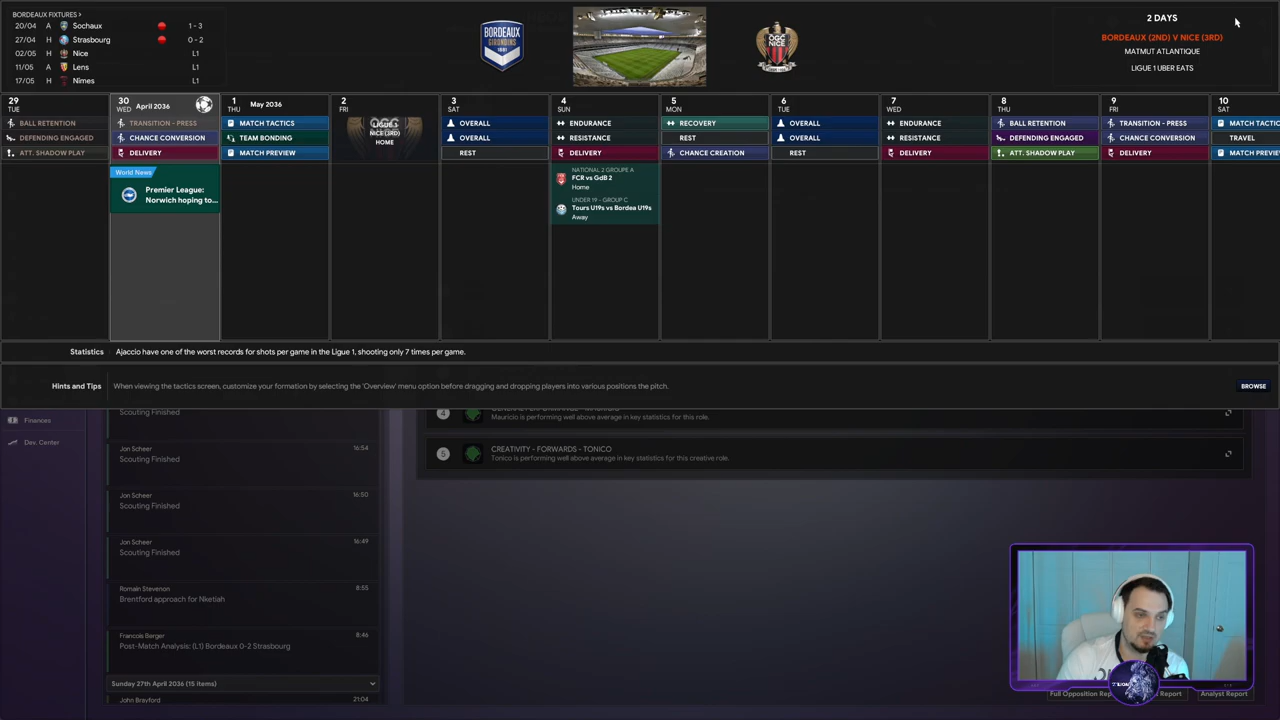 BORDEAUX FIXTURES >
20/04 A Sochaux 1 - 3
27/04 H Strasbourg 0 - 2
02/05 H Nice L1
11/05 A Lens L1
17/05 H Nimes L1
BORDEAUX
GIRONDINS
OGC
NICE
2 DAYS
BORDEAUX (2ND) V NICE (3RD)
MATMUT ATLANTIQUE
LIGUE 1 UBER EATS
29
TUE
BALL RETENTION
DEFENDING ENGAGED
ATT. SHADOW PLAY
30
WED
April 2036
TRANSITION - PRESS
CHANCE CONVERSION
DELIVERY
World News
Premier League:
Norwich hoping to...
1
THU
May 2036
MATCH TACTICS
TEAM BONDING
MATCH PREVIEW
2
FRI
LIGUE 1
NICE (3RD)
HOME
3
SAT
OVERALL
OVERALL
REST
4
SUN
ENDURANCE
RESISTANCE
DELIVERY
NATIONAL 2 GROUPE A
FCR vs GdB 2
Home
UNDER 19 - GROUP C
Tours U19s vs Bordea U19s
Away
5
MON
RECOVERY
REST
CHANCE CREATION
6
TUE
OVERALL
OVERALL
REST
7
WED
ENDURANCE
RESISTANCE
DELIVERY
8
THU
BALL RETENTION
DEFENDING ENGAGED
ATT. SHADOW PLAY
9
FRI
TRANSITION - PRESS
CHANCE CONVERSION
DELIVERY
10
SAT
MATCH TACTIC
TRAVEL
MATCH PREVIE
Statistics Ajaccio have one of the worst records for shots per game in the Ligue 1, shooting only 7 times per game.
Hints and Tips When viewing the tactics screen, customize your formation by selecting the 'Overview' menu option before dragging and dropping players into various positions the pitch.
BROWSE
Finances
Dev. Center
Scouting Finished
Jon Scheer 16:54
Scouting Finished
Jon Scheer 16:50
Scouting Finished
Jon Scheer 16:49
Scouting Finished
Romain Stevenon 8:55
Brentford approach for Nketiah
Francois Berger 8:46
Post-Match Analysis: (L1) Bordeaux 0-2 Strasbourg
Sunday 27th April 2036 (15 items)
John Brayford 21:04
4
Mauricio is performing well above average in key statistics for this role.
5 CREATIVITY - FORWARDS - TONICO
Tonico is performing well above average in key statistics for this creative role.
Full Opposition Rep
Report
Analyst Report